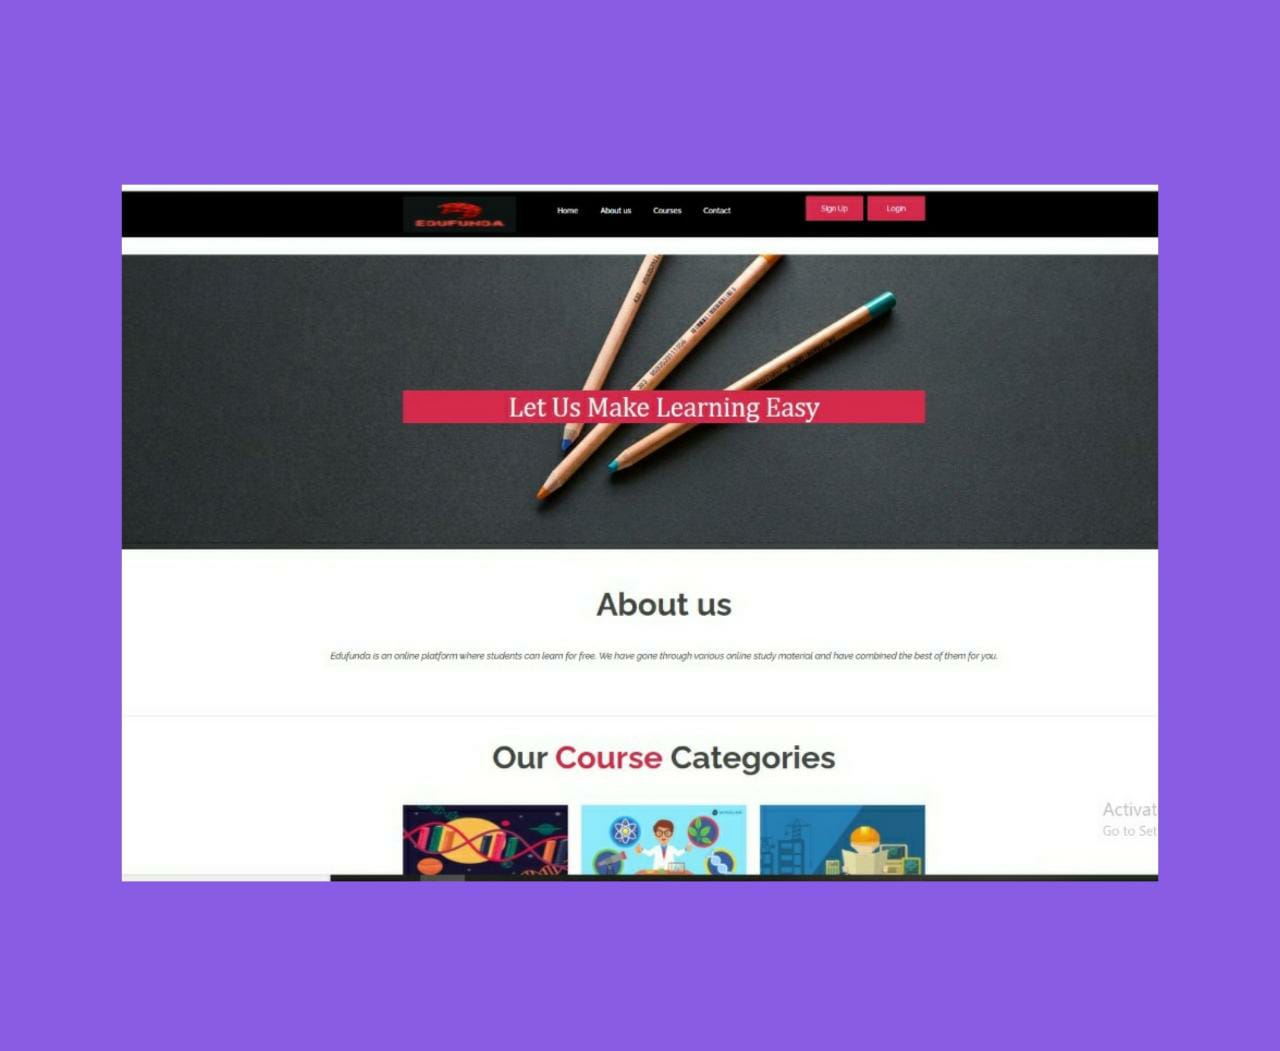 EDUFUNDA
Home
About us
Courses
Contact
Sign Up
Login
Let Us Make Learning Easy
About us
Edufunda is an online platform where students can learn for free. We have gone through various online study material and have combined the best of them for you.
Our Course Categories
Activat
Go to Set